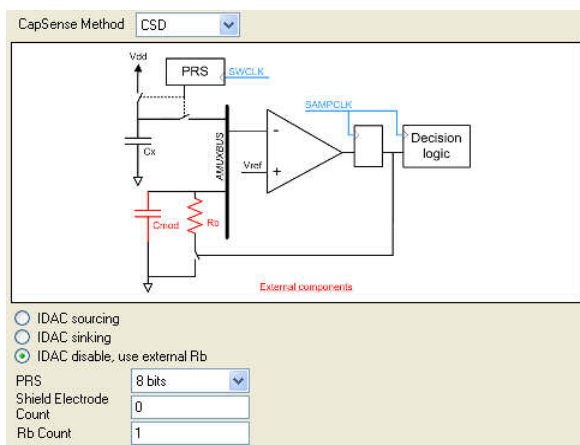 CapSense Method CSD
Vdd
PRS
SWCLK
SAMPCLK
Cx
AMUXBUS
-
Vref
+
Decision
logic
Cmod
Rb
External components
IDAC sourcing
IDAC sinking
IDAC disable, use external Rb
PRS 8 bits
Shield Electrode
Count 0
Rb Count 1